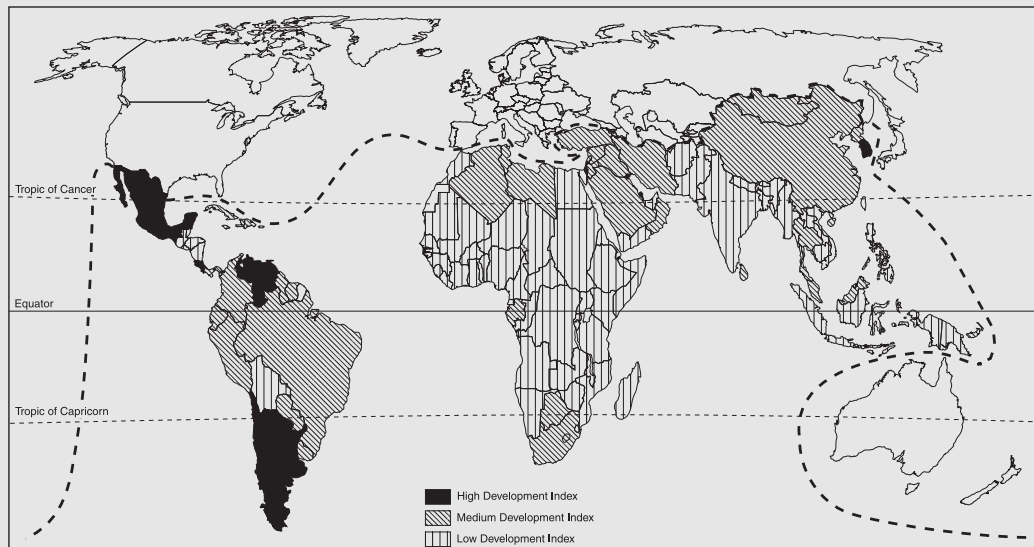 Tropic of Cancer
Equator
Tropic of Capricorn
High Development Index
Medium Development Index
Low Development Index